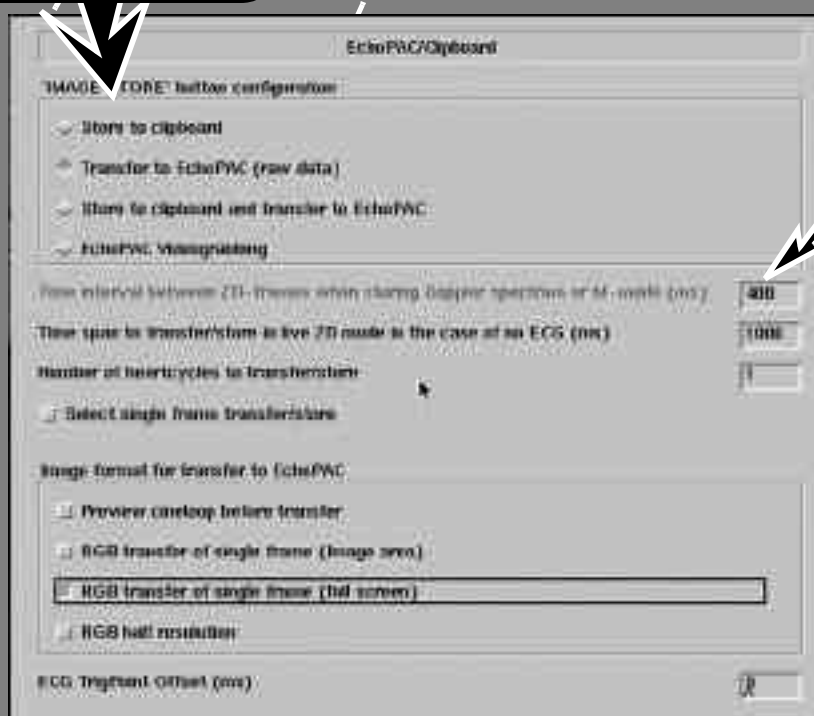 EchoPAC/Clipboard
"IMAGE STORE" button configuration
Store to clipboard
Transfer to EchoPAC (raw data)
Store to clipboard and transfer to EchoPAC
EchoPAC Videograbbing
Time interval between 2D-frames when storing Doppler spectrum or M-mode (ms) 400
Time span to transfer/store in live 2D mode in the case of no ECG (ms) 1000
Number of heartcycles to transfer/store 1
Select single frame transfer/store
Image format for transfer to EchoPAC
Preview cineloop before transfer
RGB transfer of single frame (Image area)
RGB transfer of single frame (full screen)
RGB half resolution
ECG Offset (ms)